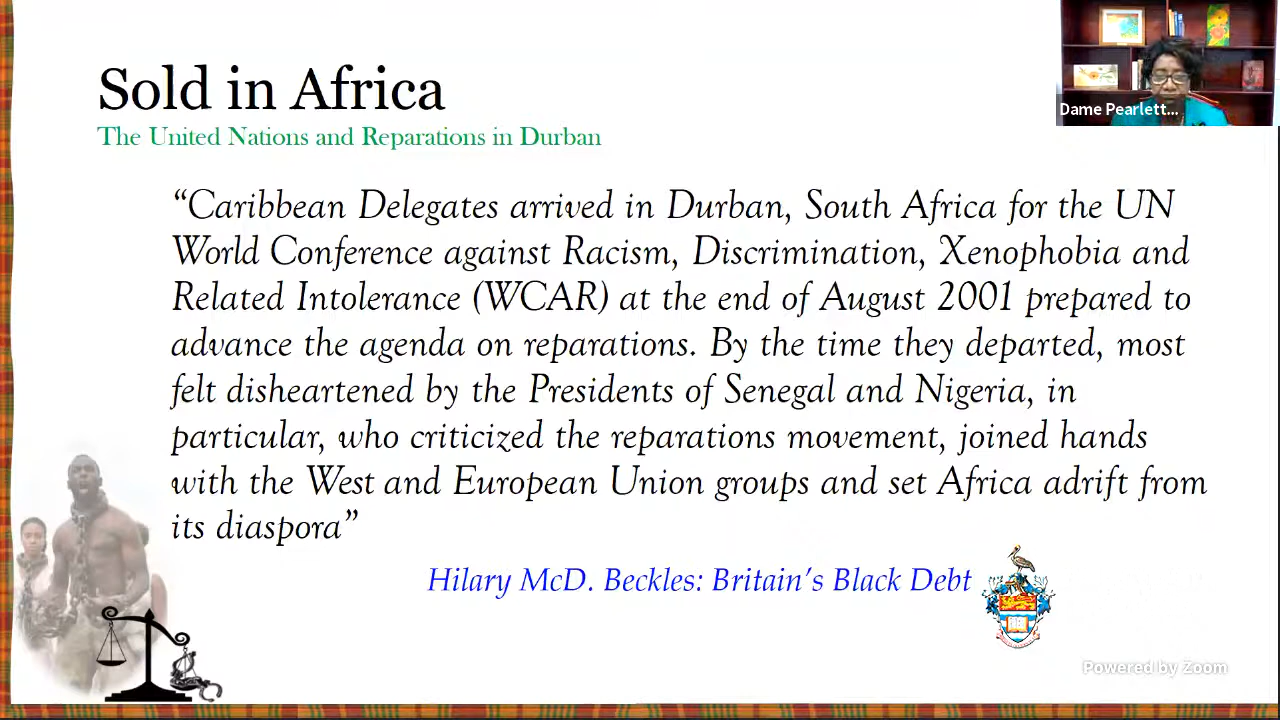 Sold in Africa
The United Nations and Reparations in Durban
Dame Pearlett...
“Caribbean Delegates arrived in Durban, South Africa for the UN
World Conference against Racism, Discrimination, Xenophobia and
Related Intolerance (WCAR) at the end of August 2001 prepared to
advance the agenda on reparations. By the time they departed, most
felt disheartened by the Presidents of Senegal and Nigeria, in
particular, who criticized the reparations movement, joined hands
with the West and European Union groups and set Africa adrift from
its diaspora”
Hilary McD. Beckles: Britain’s Black Debt
Powered by Zoom